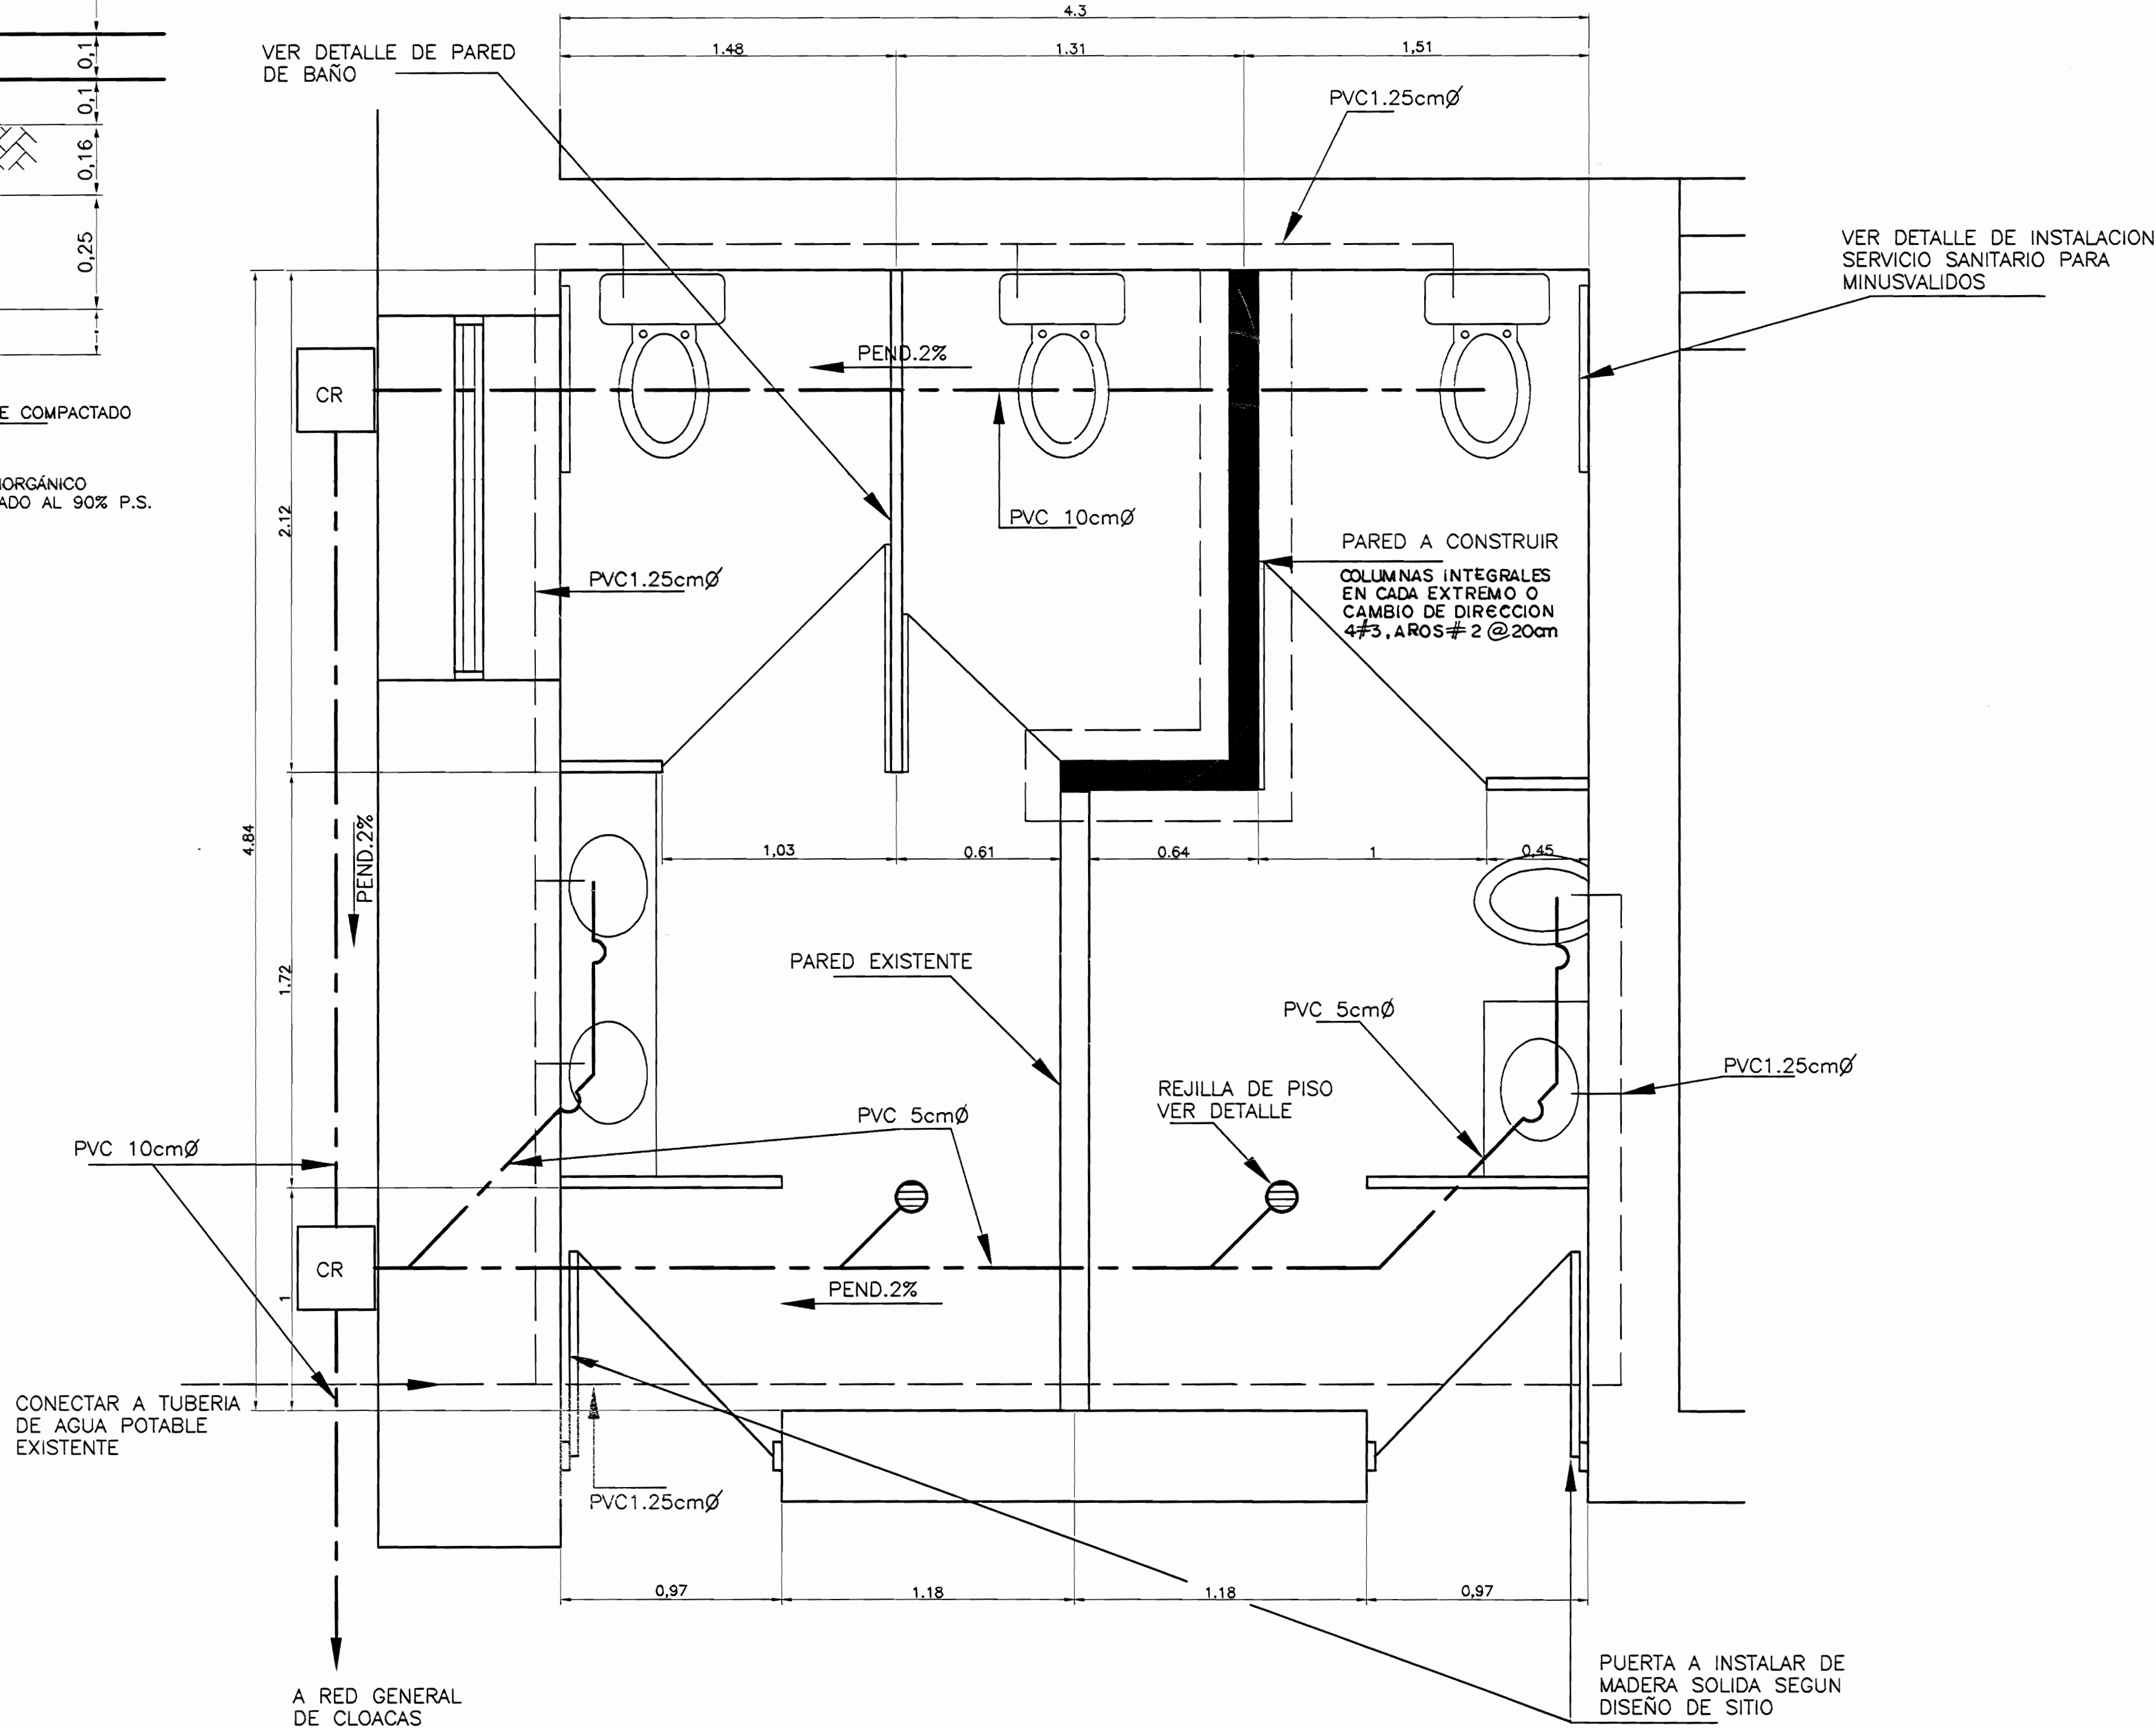 4.3
1.48
1.31
1,51
VER DETALLE DE PARED
DE BAÑO
PVC1.25cmØ
0,1
0,1
0,16
0,25
VER DETALLE DE INSTALACION
SERVICIO SANITARIO PARA
MINUSVALIDOS
PEND.2%
CR
E COMPACTADO
ADO AL 90% P.S.
PVC 10cmØ
2.12
PARED A CONSTRUIR
COLUMNAS INTEGRALES
EN CADA EXTREMO O
CAMBIO DE DIRECCION
4#3, AROS # 2 @ 20cm
PVC1.25cmØ
4.84
PEND.2%
1,03
0.61
0.64
1
0,45
1.72
PARED EXISTENTE
PVC 5cmØ
PVC1.25cmØ
REJILLA DE PISO
VER DETALLE
PVC 5cmØ
PVC 10cmØ
CR
PEND.2%
1
CONECTAR A TUBERIA
DE AGUA POTABLE
EXISTENTE
PVC1.25cmØ
0,97
1.18
1.18
0,97
PUERTA A INSTALAR DE
MADERA SOLIDA SEGUN
DISEÑO DE SITIO
A RED GENERAL
DE CLOACAS